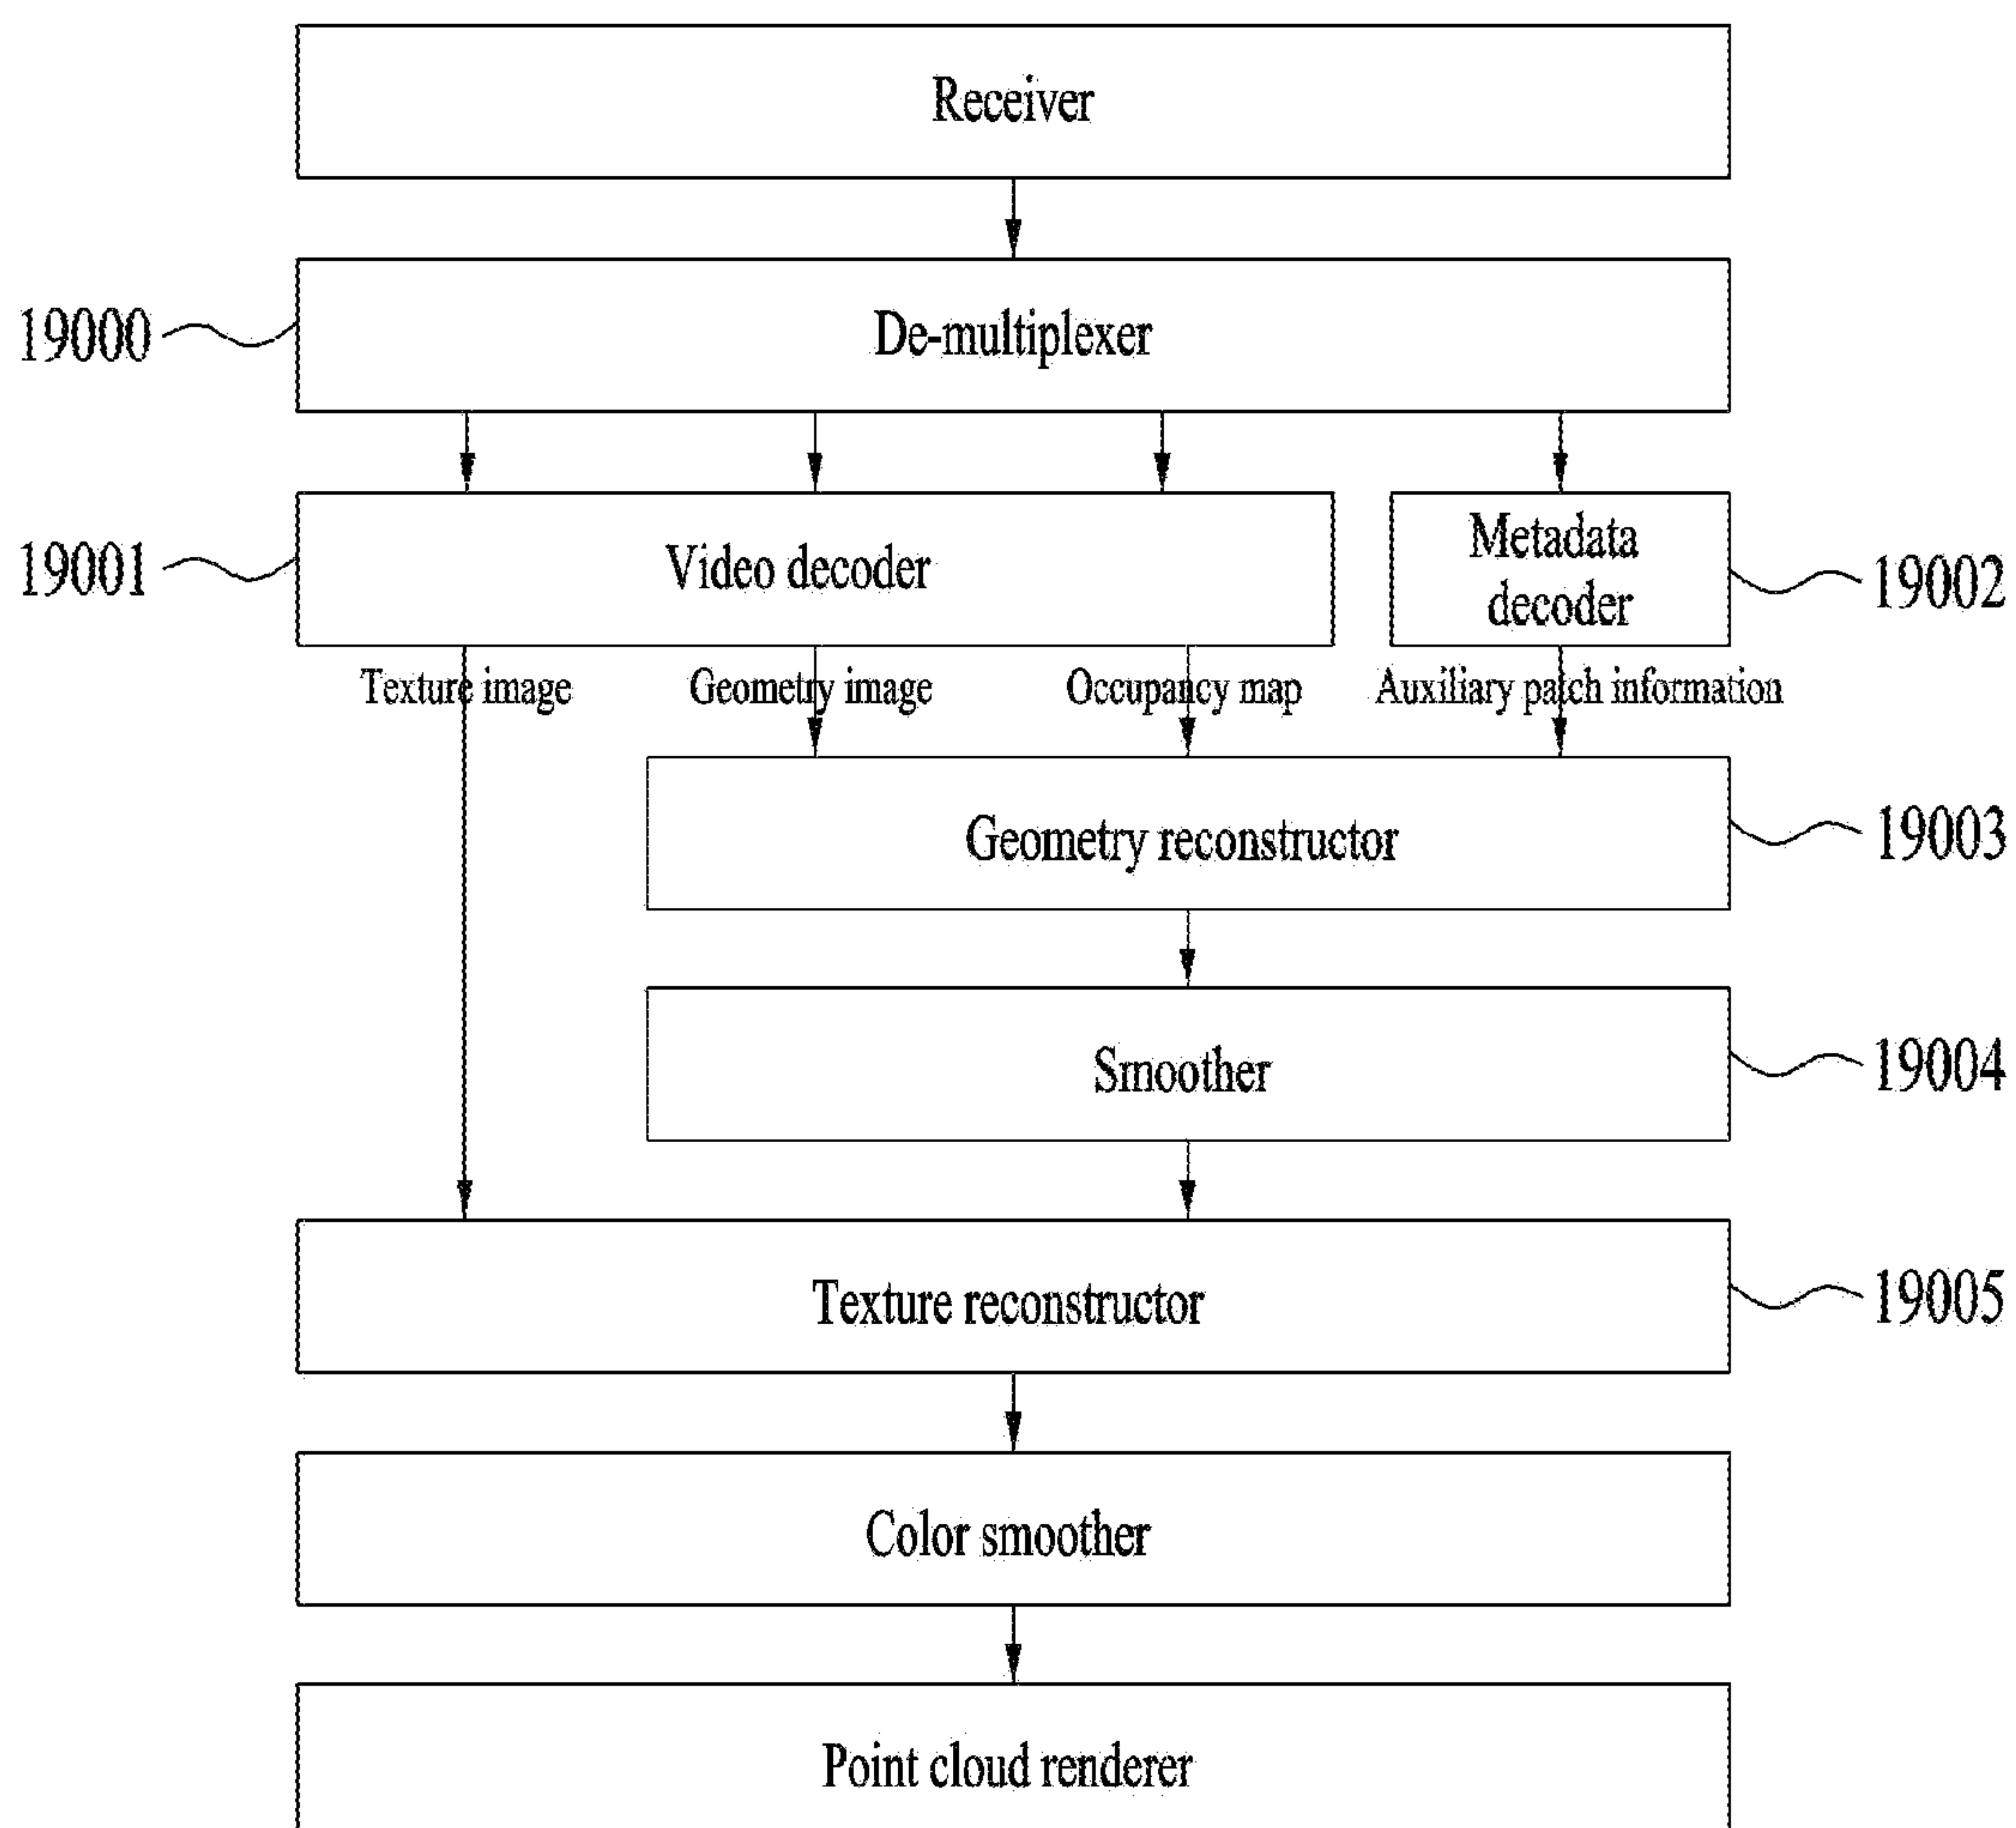 Receiver
19000
De-multiplexer
19001
Video decoder
Metadata
decoder
19002
Texture image
Geometry image
Occupancy map
Auxiliary patch information
Geometry reconstructor
19003
Smoother
19004
Texture reconstructor
19005
Color smoother
Point cloud renderer